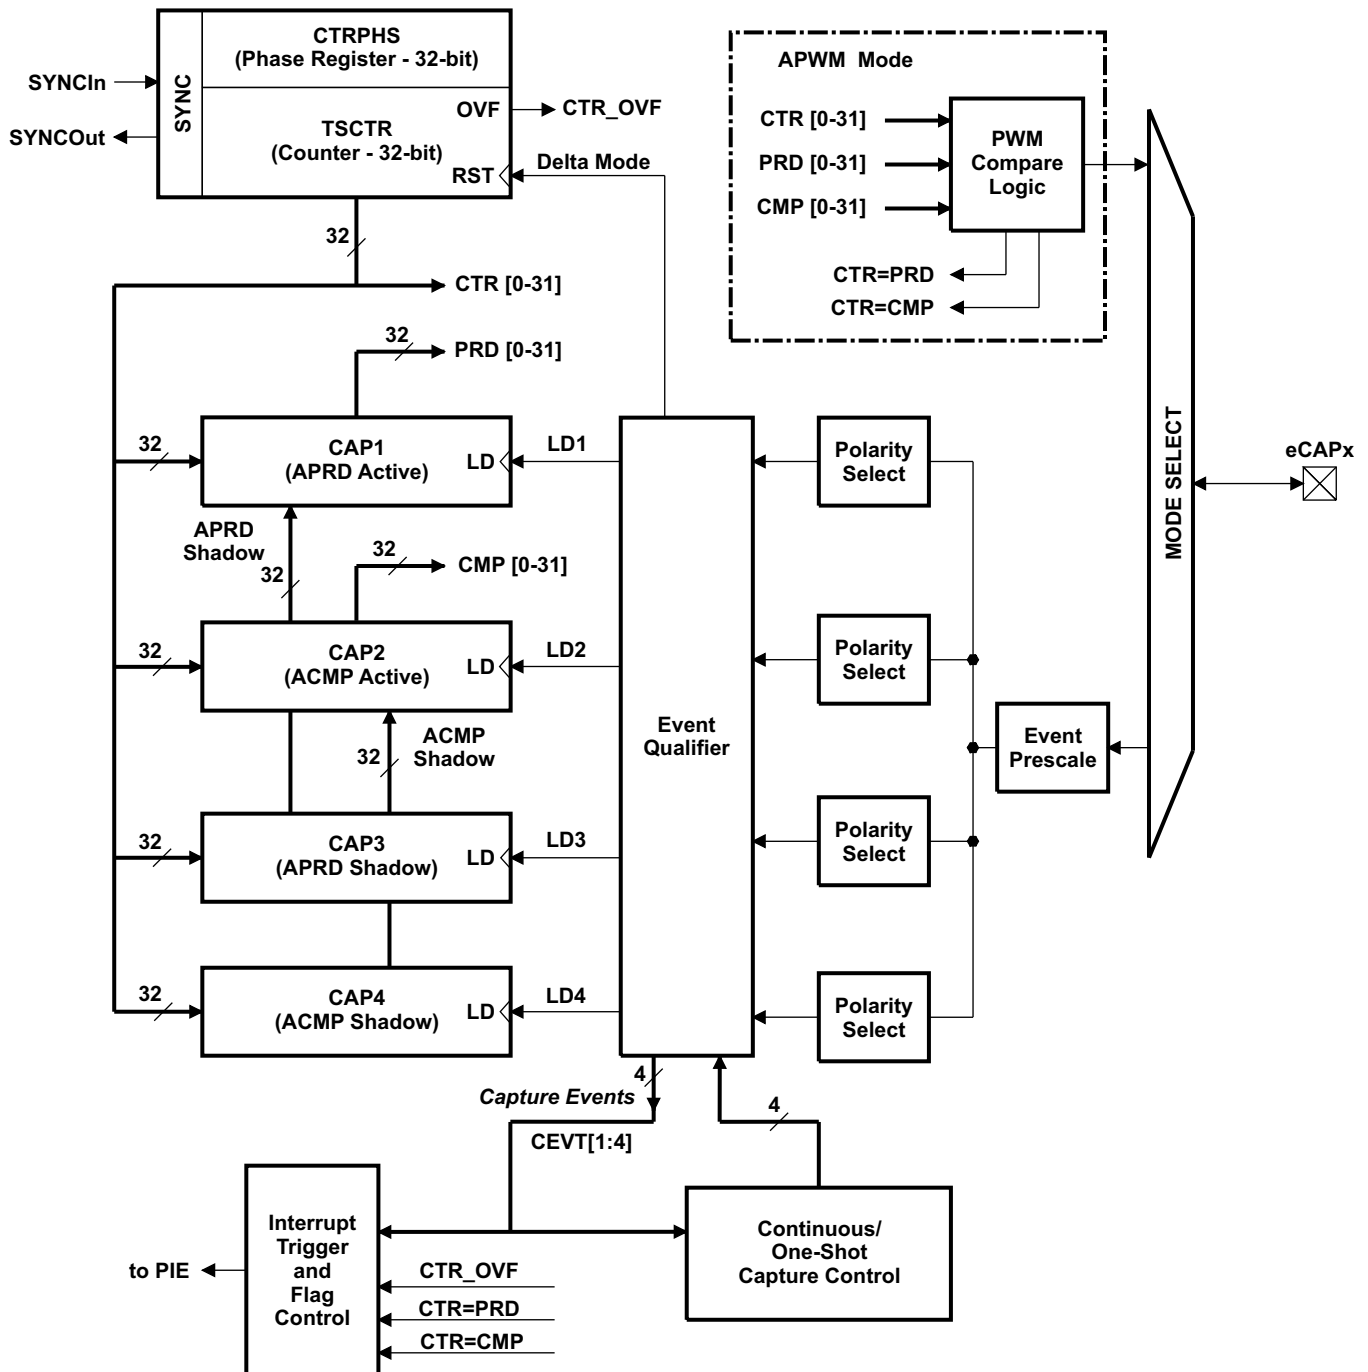 CTRPHS
(Phase Register - 32-bit)
SYNC
SYNCIn
SYNCOut
OVF
CTR_OVF
TSCTR
(Counter - 32-bit)
RST
Delta Mode
APWM Mode
CTR [0-31]
PRD [0-31]
CMP [0-31]
PWM
Compare
Logic
CTR=PRD
CTR=CMP
32
CTR [0-31]
32
PRD [0-31]
32
CAP1
(APRD Active)
LD
LD1
Polarity
Select
MODE SELECT
eCAPx
APRD
Shadow
32
32
CMP [0-31]
32
CAP2
(ACMP Active)
LD
LD2
Polarity
Select
Event
Qualifier
Event
Prescale
ACMP
Shadow
32
32
CAP3
(APRD Shadow)
LD
LD3
Polarity
Select
32
CAP4
(ACMP Shadow)
LD
LD4
Polarity
Select
4
Capture Events
CEVT[1:4]
4
Interrupt
Trigger
and
Flag
Control
to PIE
CTR_OVF
CTR=PRD
CTR=CMP
Continuous/
One-Shot
Capture Control